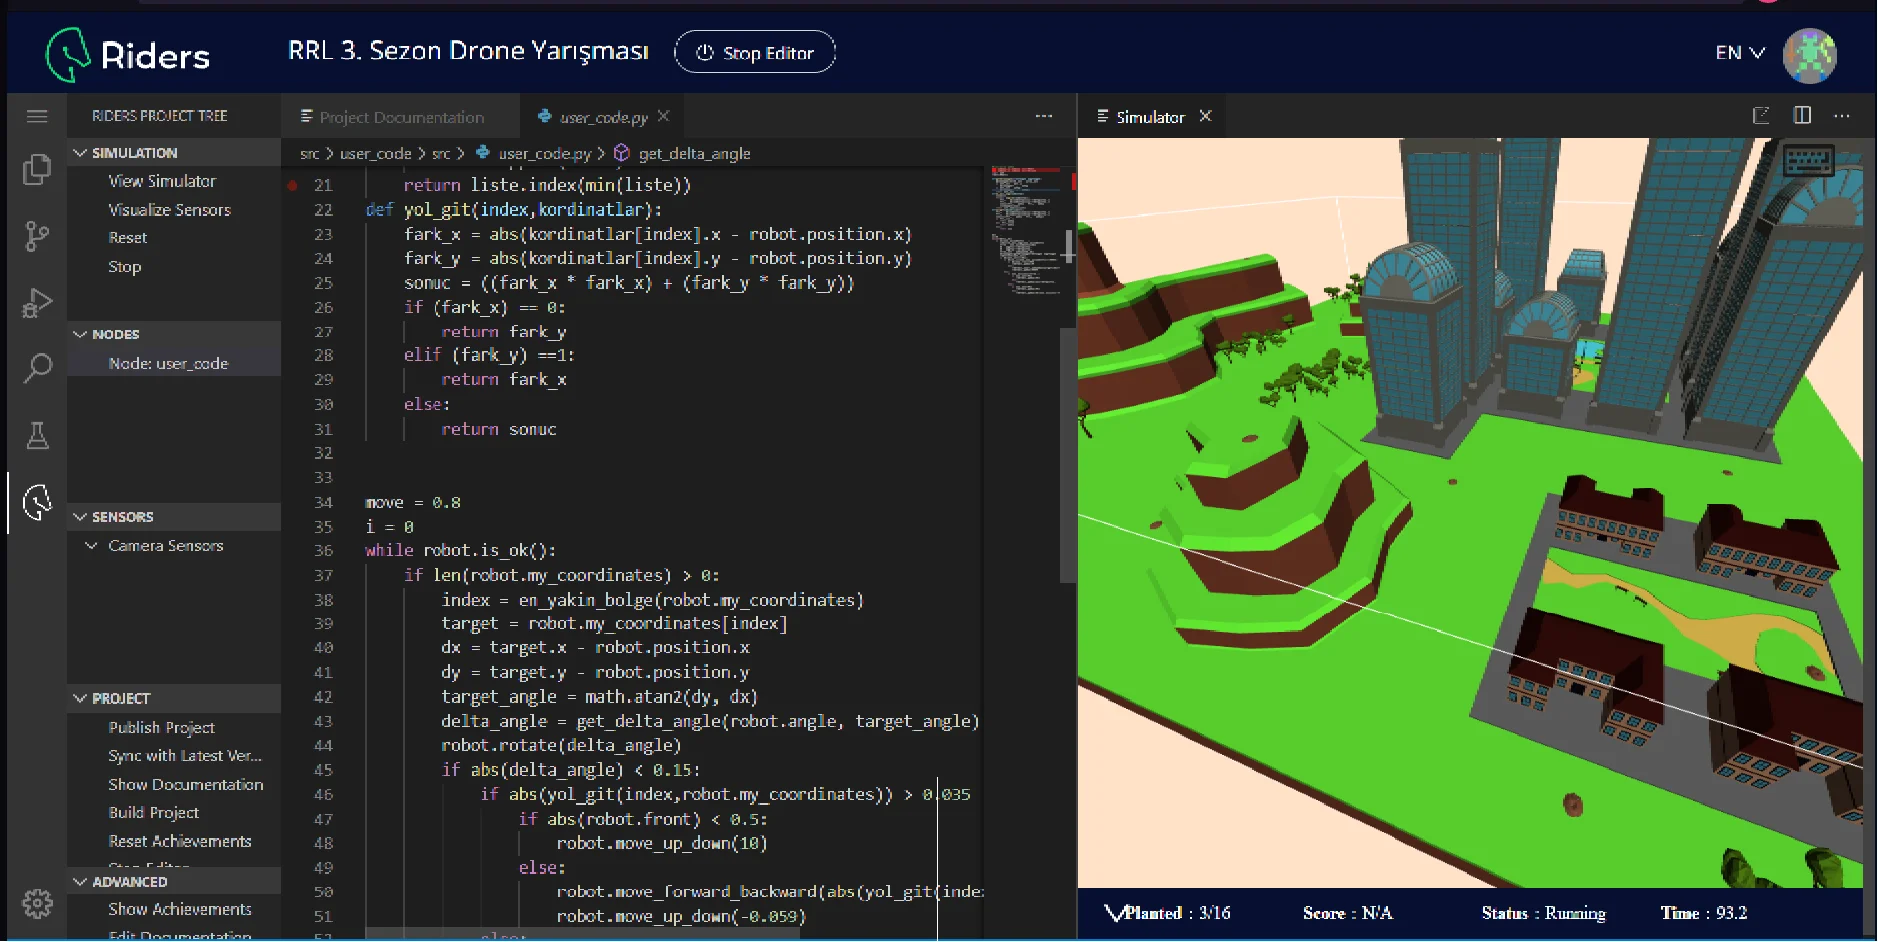 Riders
RRL 3. Sezon Drone Yarışması
Stop Editor
EN
RIDERS PROJECT TREE
SIMULATION
View Simulator
Visualize Sensors
Reset
Stop
NODES
Node: user_code
SENSORS
Camera Sensors
PROJECT
Publish Project
Sync with Latest Ver...
Show Documentation
Build Project
Reset Achievements
Stop Editor
ADVANCED
Show Achievements
Edit Documentation
Project Documentation
user_code.py
src > user_code > src > user_code.py > get_delta_angle
21 return liste.index(min(liste))
22 def yol_git(index,kordinatlar):
23 fark_x = abs(kordinatlar[index].x - robot.position.x)
24 fark_y = abs(kordinatlar[index].y - robot.position.y)
25 sonuc = ((fark_x * fark_x) + (fark_y * fark_y))
26 if (fark_x) == 0:
27 return fark_y
28 elif (fark_y) ==1:
29 return fark_x
30 else:
31 return sonuc
32
33
34 move = 0.8
35 i = 0
36 while robot.is_ok():
37 if len(robot.my_coordinates) > 0:
38 index = en_yakin_bolge(robot.my_coordinates)
39 target = robot.my_coordinates[index]
40 dx = target.x - robot.position.x
41 dy = target.y - robot.position.y
42 target_angle = math.atan2(dy, dx)
43 delta_angle = get_delta_angle(robot.angle, target_angle)
44 robot.rotate(delta_angle)
45 if abs(delta_angle) < 0.15:
46 if abs(yol_git(index,robot.my_coordinates)) > 0.035
47 if abs(robot.front) < 0.5:
48 robot.move_up_down(10)
49 else:
50 robot.move_forward_backward(abs(yol_git(inde
51 robot.move_up_down(-0.059)
52 else:
Simulator
Planted : 3/16
Score : N/A
Status : Running
Time : 93.2